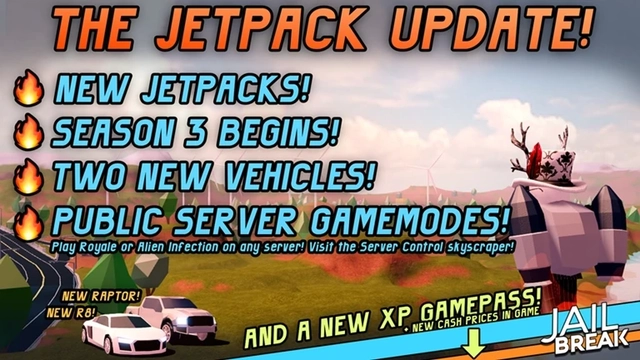 THE JETPACK UPDATE!
NEW JETPACKS!
SEASON 3 BEGINS!
TWO NEW VEHICLES!
PUBLIC SERVER GAMEMODES!
Play Royale or Alien Infection on any server! Visit the Server Control skyscraper!
NEW RAPTOR!
NEW R8!
AND A NEW XP GAMEPASS!
+ NEW CASH PRICES IN GAME
JAIL
BREAK